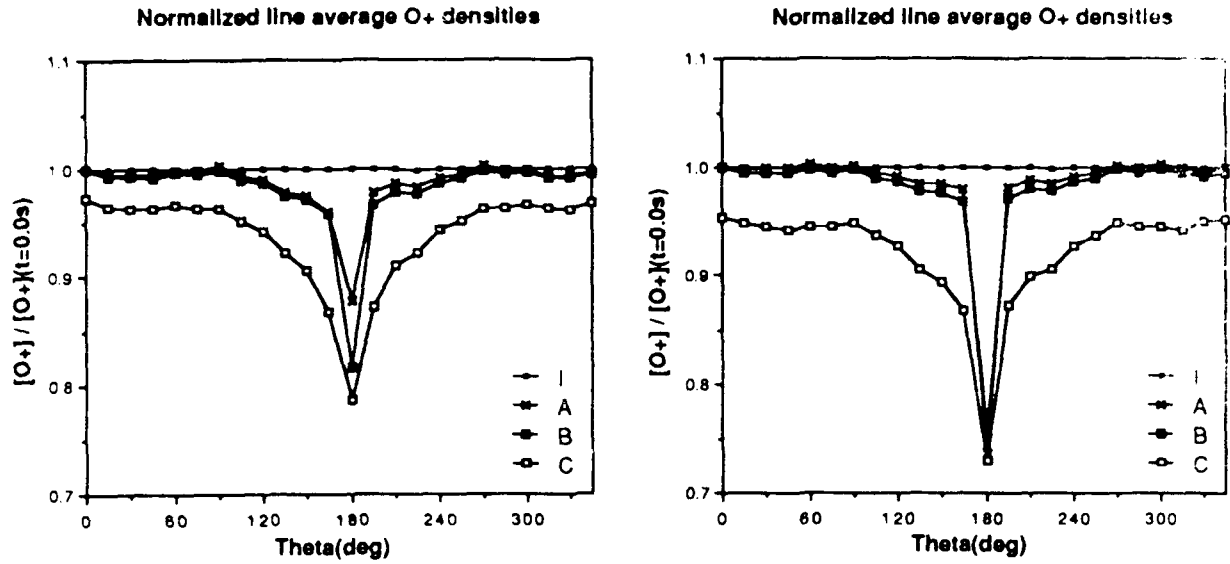 Normalized line average O+ densities
1.1
1.0
0.9
0.8
0.7
[O+] / [O+](t=0.0s)
0 60 120 180 240 300
Theta(deg)
I
A
B
C
Normalized line average O+ densities
1.1
1.0
0.9
0.8
0.7
[O+] / [O+](t=0.0s)
0 60 120 180 240 300
Theta(deg)
I
A
B
C